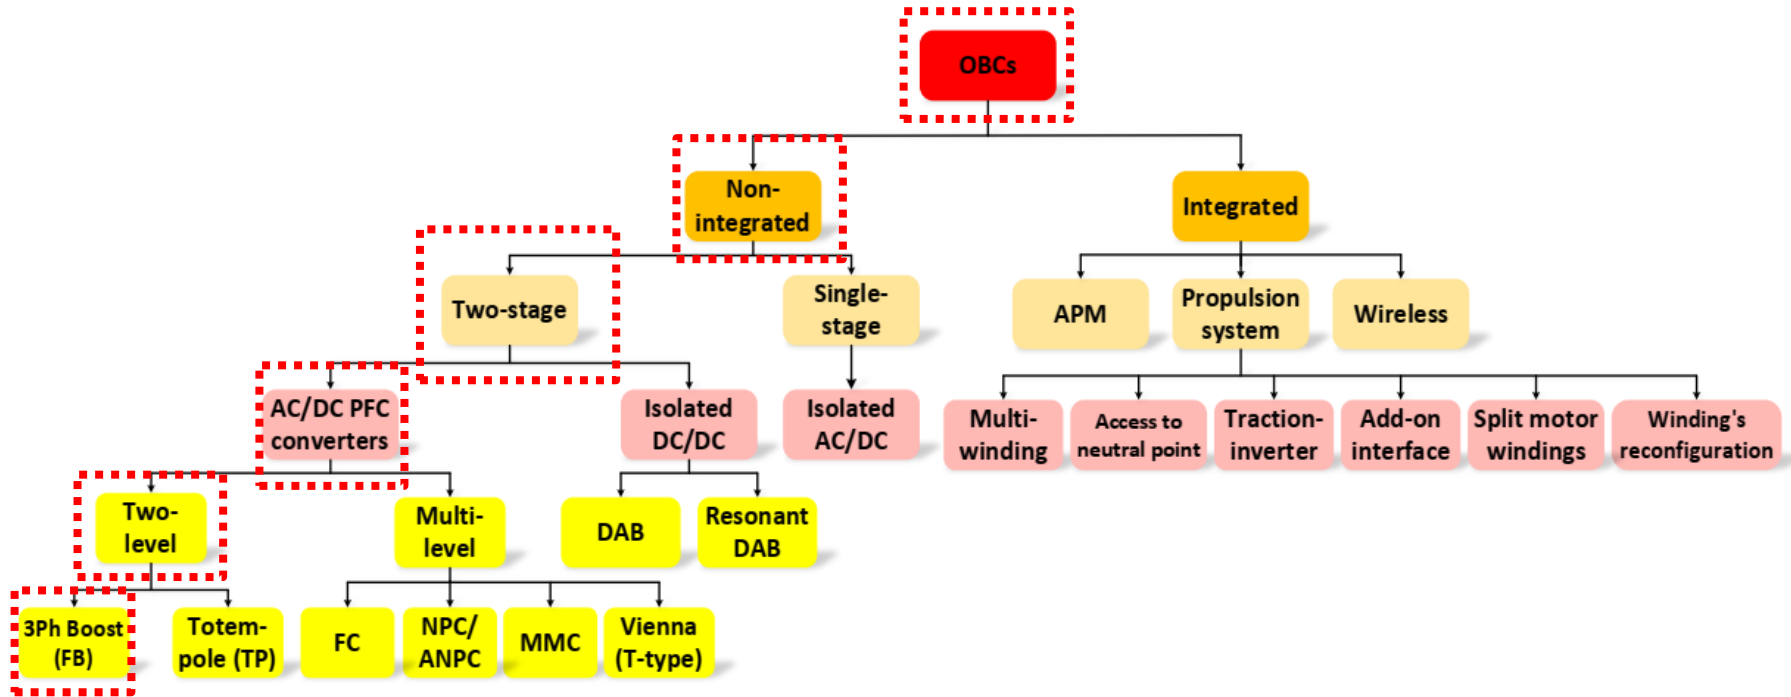 OBCs
Non-
integrated
Integrated
Two-stage
Single-
stage
APM
Propulsion
system
Wireless
AC/DC PFC
converters
Isolated
DC/DC
Isolated
AC/DC
Multi-
winding
Access to
neutral point
Traction-
inverter
Add-on
interface
Split motor
windings
Winding's
reconfiguration
Two-
level
Multi-
level
DAB
Resonant
DAB
3Ph Boost
(FB)
Totem-
pole (TP)
FC
NPC/
ANPC
MMC
Vienna
(T-type)